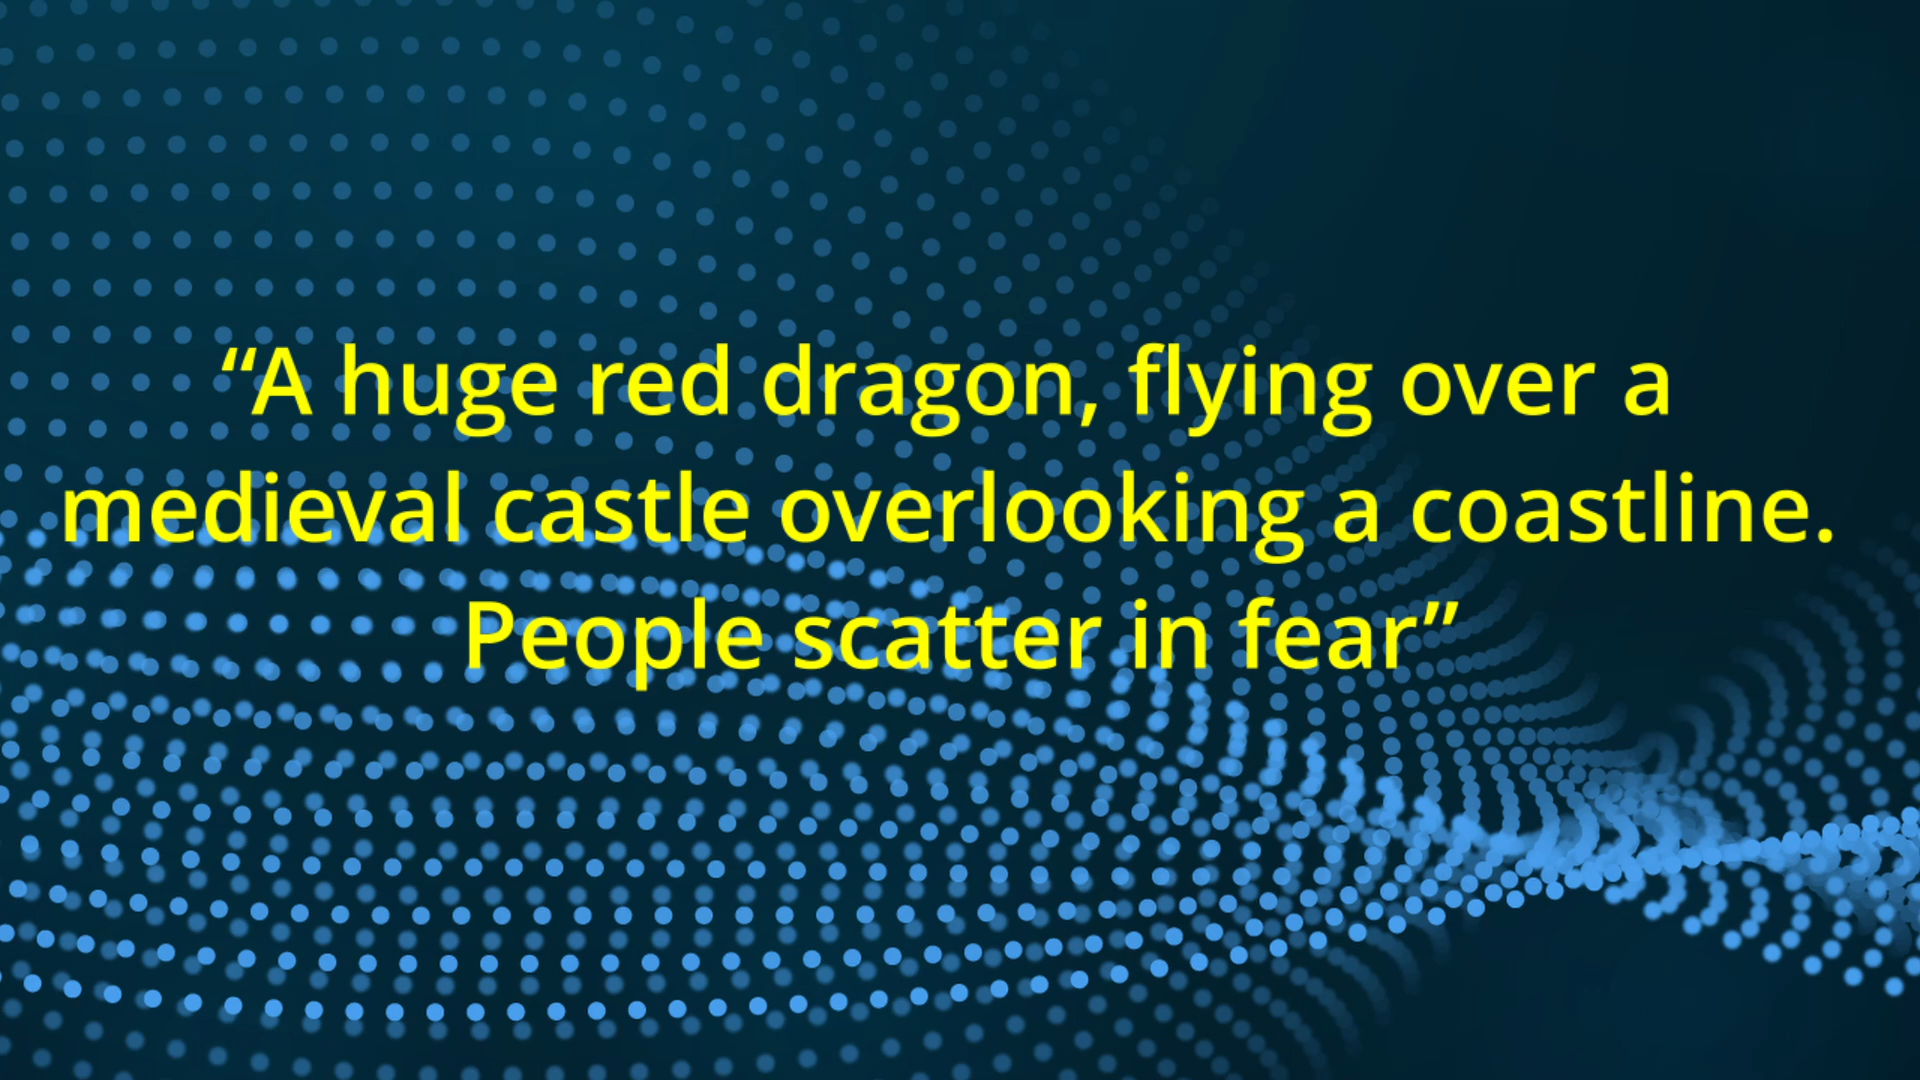 “A huge red dragon, flying over a
medieval castle overlooking a coastline.
People scatter in fear”